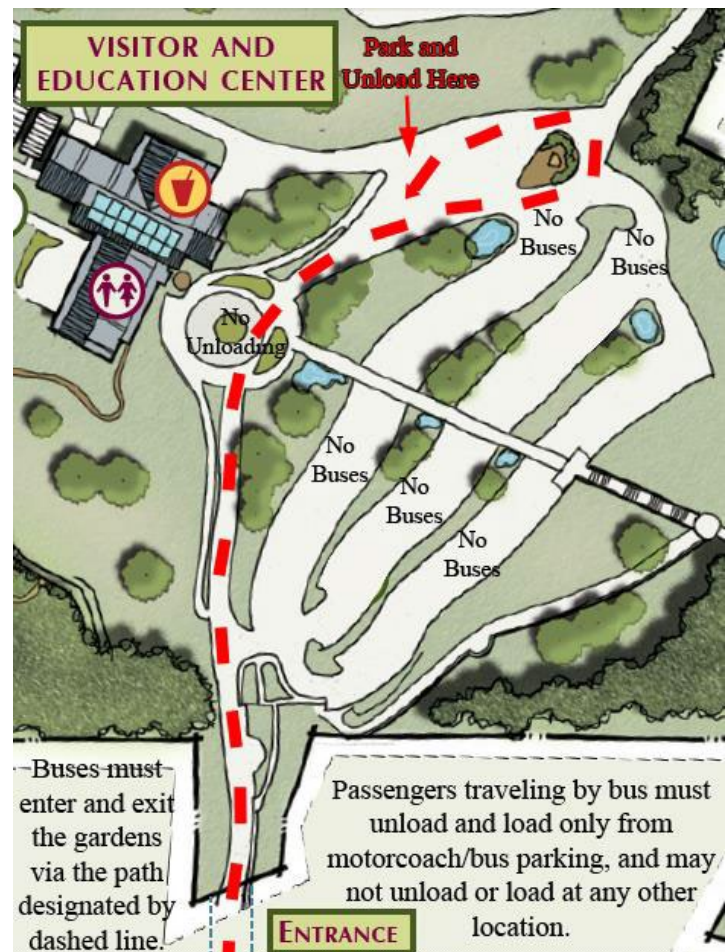 VISITOR AND
EDUCATION CENTER
Park and
Unload Here
No
Buses
No
Buses
No
Unloading
No
Buses
No
Buses
No
Buses
Buses must
enter and exit
the gardens
via the path
designated by
dashed line.
Passengers traveling by bus must
unload and load only from
motorcoach/bus parking, and may
not unload or load at any other
location.
ENTRANCE